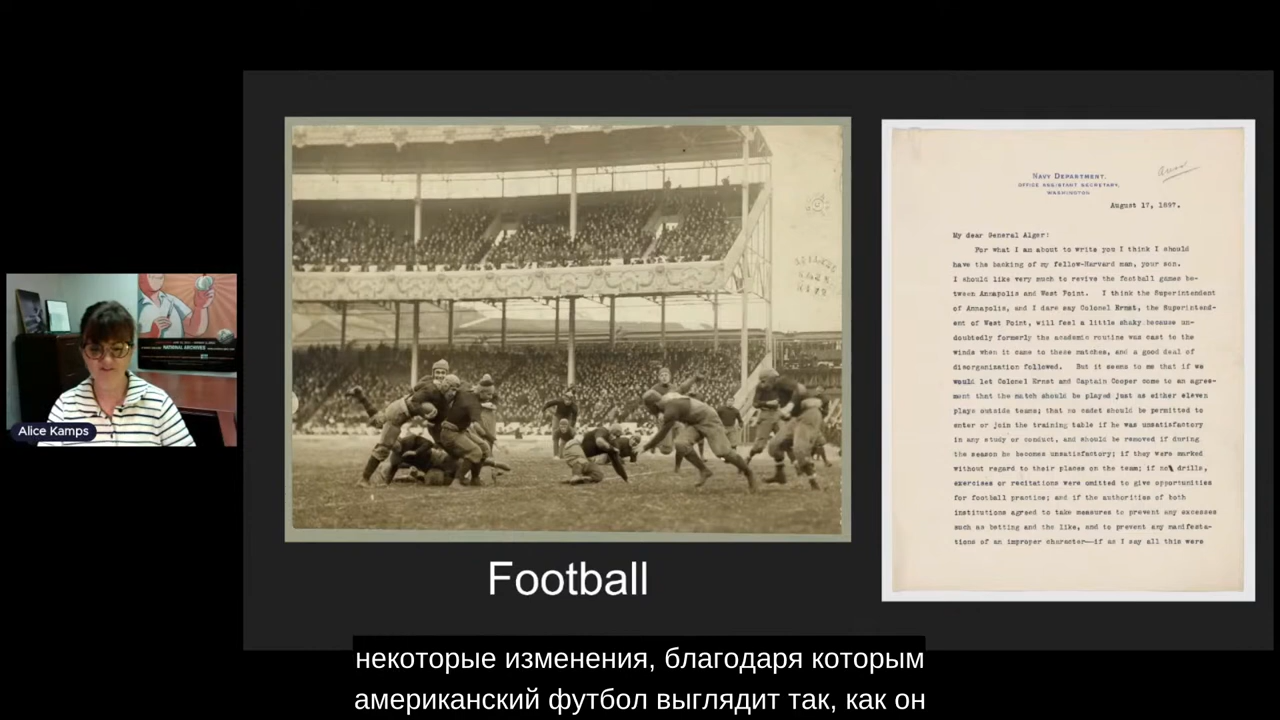 NATIONAL ARCHIVES
Alice Kamps
Football
NAVY DEPARTMENT.
OFFICE ASSISTANT SECRETARY,
WASHINGTON
August 17, 1897.
My dear General Alger:
For what I am about to write you I think I should
have the backing of my fellow-Harvard man, your son.
I should like very much to revive the football games be-
tween Annapolis and West Point. I think the Superintendent
of Annapolis, and I dare say Colonel Ernst, the Superintend-
ent of West Point, will feel a little shaky because un-
doubtedly formerly the academic routine was cast to the
winds when it came to these matches, and a good deal of
disorganization followed. But it seems to me that if we
would let Colonel Ernst and Captain Cooper come to an agree-
ment that the match should be played just as either eleven
plays outside teams; that no cadet should be permitted to
enter or join the training table if he was unsatisfactory
in any study or conduct, and should be removed if during
the season he becomes unsatisfactory; if they were marked
without regard to their places on the team; if no drills,
exercises or recitations were omitted to give opportunities
for football practice; and if the authorities of both
institutions agreed to take measures to prevent any excesses
such as betting and the like, and to prevent any manifesta-
tions of an improper character—if as I say all this were
некоторые изменения, благодаря которым
американский футбол выглядит так, как он